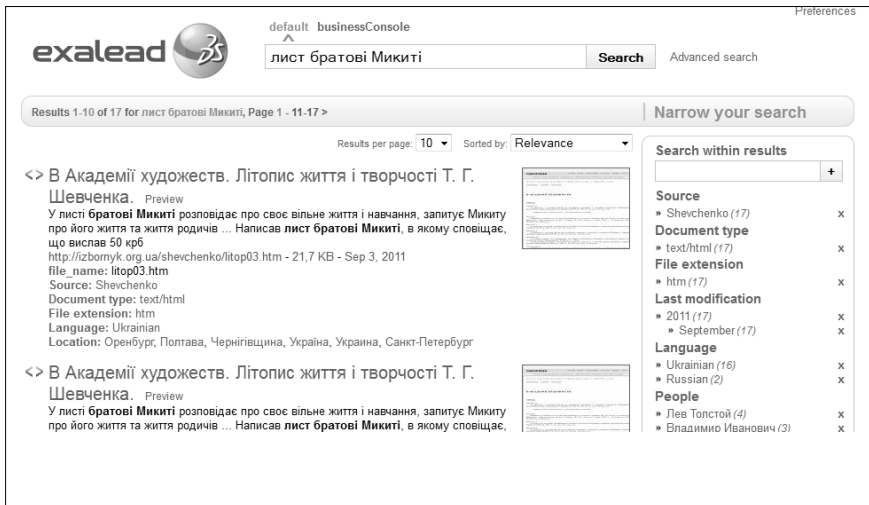 Preferences
default businessConsole
exalead
лист братові Микиті
Search
Advanced search
Results 1-10 of 17 for лист братові Микиті, Page 1 - 11-17 >
Narrow your search
Results per page: 10 Sorted by: Relevance
<> В Академії художеств. Літопис життя і творчості Т. Г.
Шевченка. Preview
У листі братові Микиті розповідає про своє вільне життя і навчання, запитує Микиту
про його життя та життя родичів ... Написав лист братові Микиті, в якому сповіщає,
що вислав 50 крб
http://izbornyk.org.ua/shevchenko/litop03.htm - 21,7 KB - Sep 3, 2011
file_name: litop03.htm
Source: Shevchenko
Document type: text/html
File extension: htm
Language: Ukrainian
Location: Оренбург, Полтава, Чернігівщина, Україна, Украина, Санкт-Петербург
<> В Академії художеств. Літопис життя і творчості Т. Г.
Шевченка. Preview
У листі братові Микиті розповідає про своє вільне життя і навчання, запитує Микиту
про його життя та життя родичів ... Написав лист братові Микиті, в якому сповіщає,
Search within results
+
Source
» Shevchenko (17) x
Document type
» text/html (17) x
File extension
» htm (17) x
Last modification
» 2011 (17) x
» September (17) x
Language
» Ukrainian (16) x
» Russian (2) x
People
» Лев Толстой (4) x
» Владимир Иванович (3) x